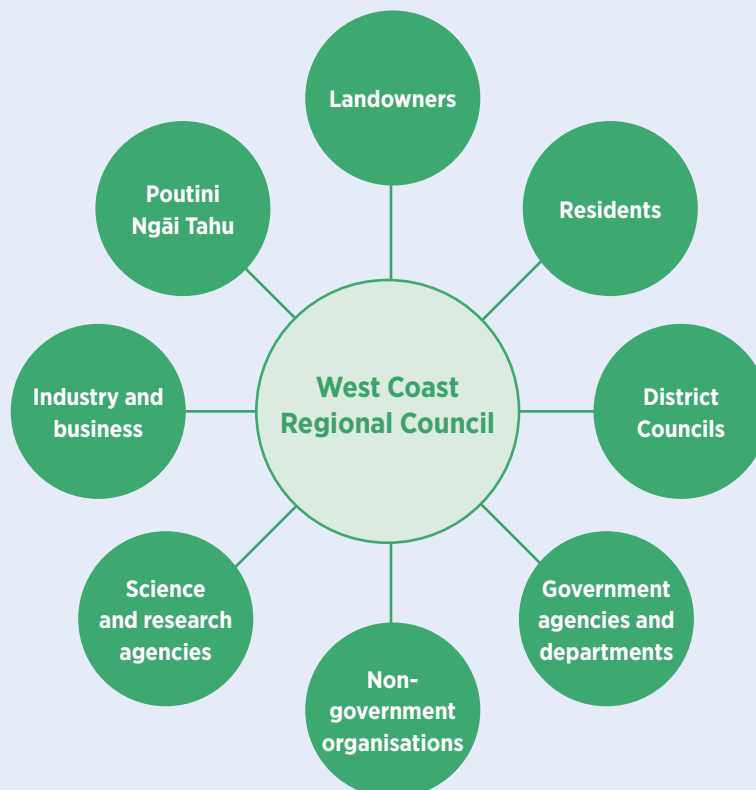 Landowners
Poutini
Ngāi Tahu
Residents
Industry and
business
West Coast
Regional Council
District
Councils
Science
and research
agencies
Government
agencies and
departments
Non-
government
organisations